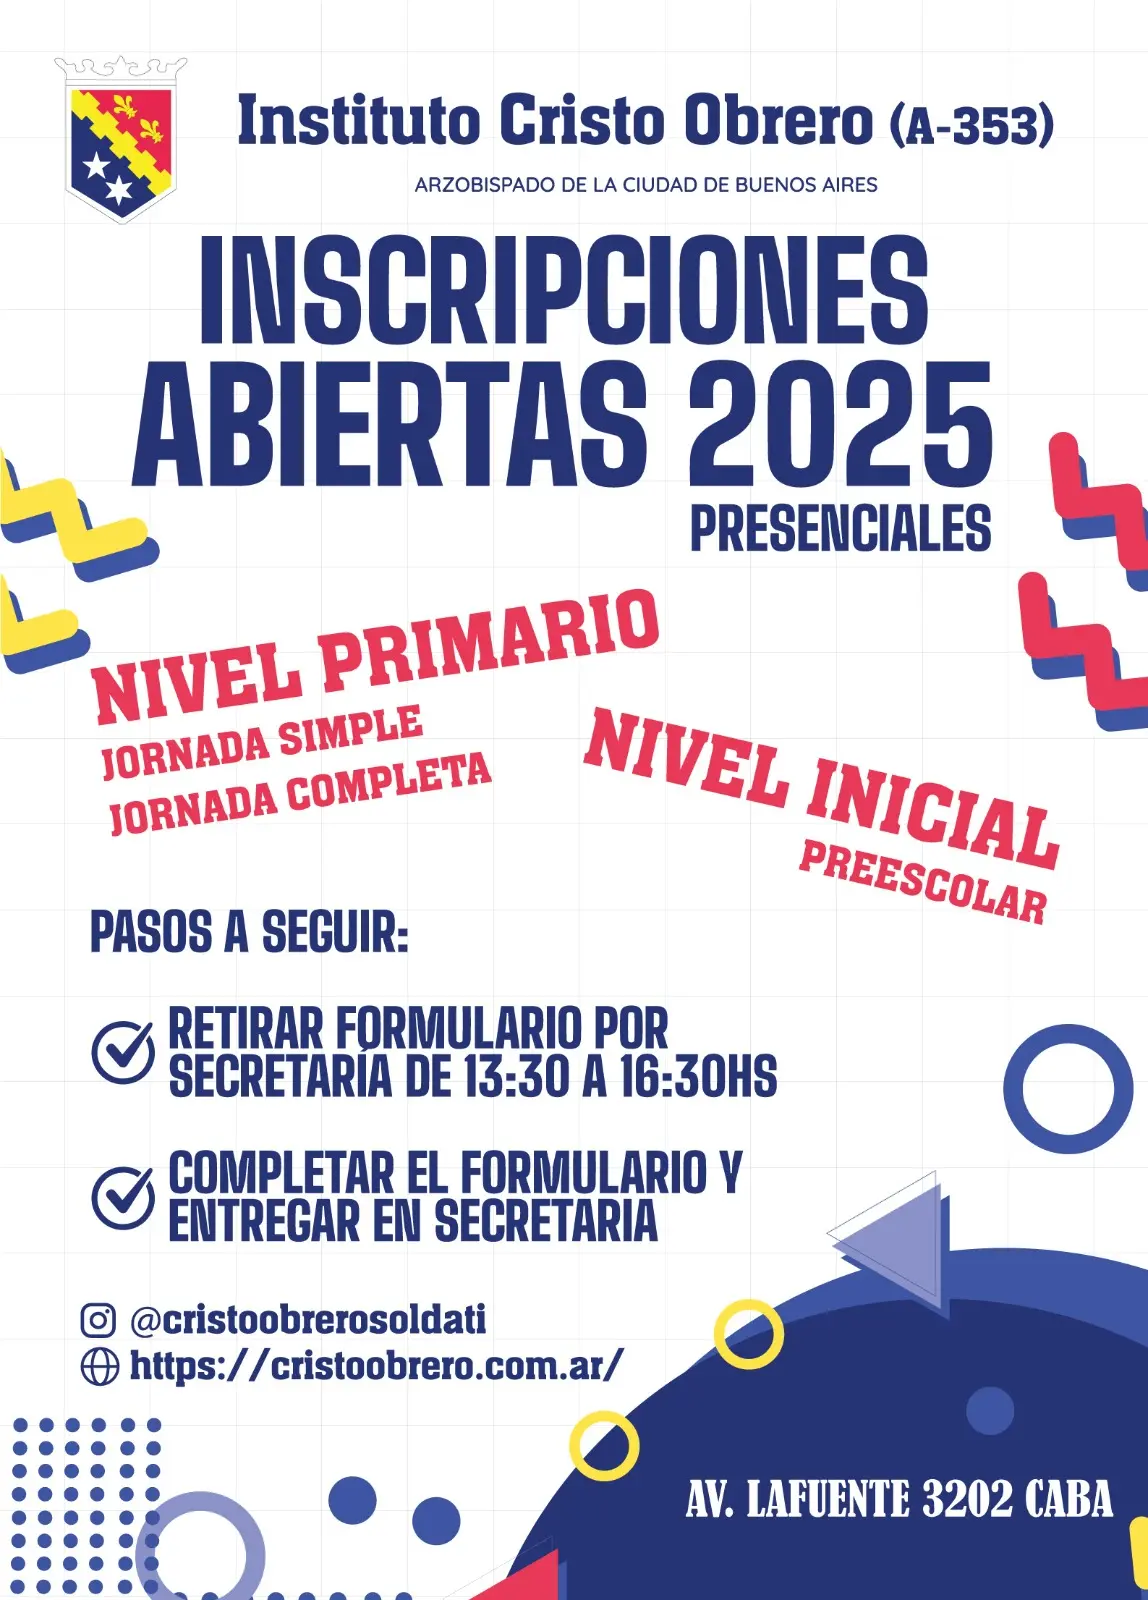 Instituto Cristo Obrero (A-353)
ARZOBISPADO DE LA CIUDAD DE BUENOS AIRES
INSCRIPCIONES
ABIERTAS 2025
PRESENCIALES
NIVEL PRIMARIO
JORNADA SIMPLE
JORNADA COMPLETA
NIVEL INICIAL
PREESCOLAR
PASOS A SEGUIR:
RETIRAR FORMULARIO POR
SECRETARÍA DE 13:30 A 16:30HS
COMPLETAR EL FORMULARIO Y
ENTREGAR EN SECRETARIA
@cristoobrerosoldati
https://cristoobrero.com.ar/
AV. LAFUENTE 3202 CABA